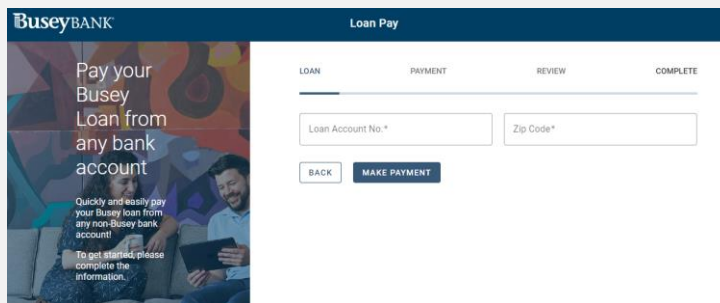 BuseyBANK
Loan Pay
Pay your
Busey
Loan from
any bank
account
Quickly and easily pay
your Busey loan from
any non-Busey bank
account!
To get started, please
complete the
information.
LOAN PAYMENT REVIEW COMPLETE
Loan Account No.* Zip Code*
BACK MAKE PAYMENT